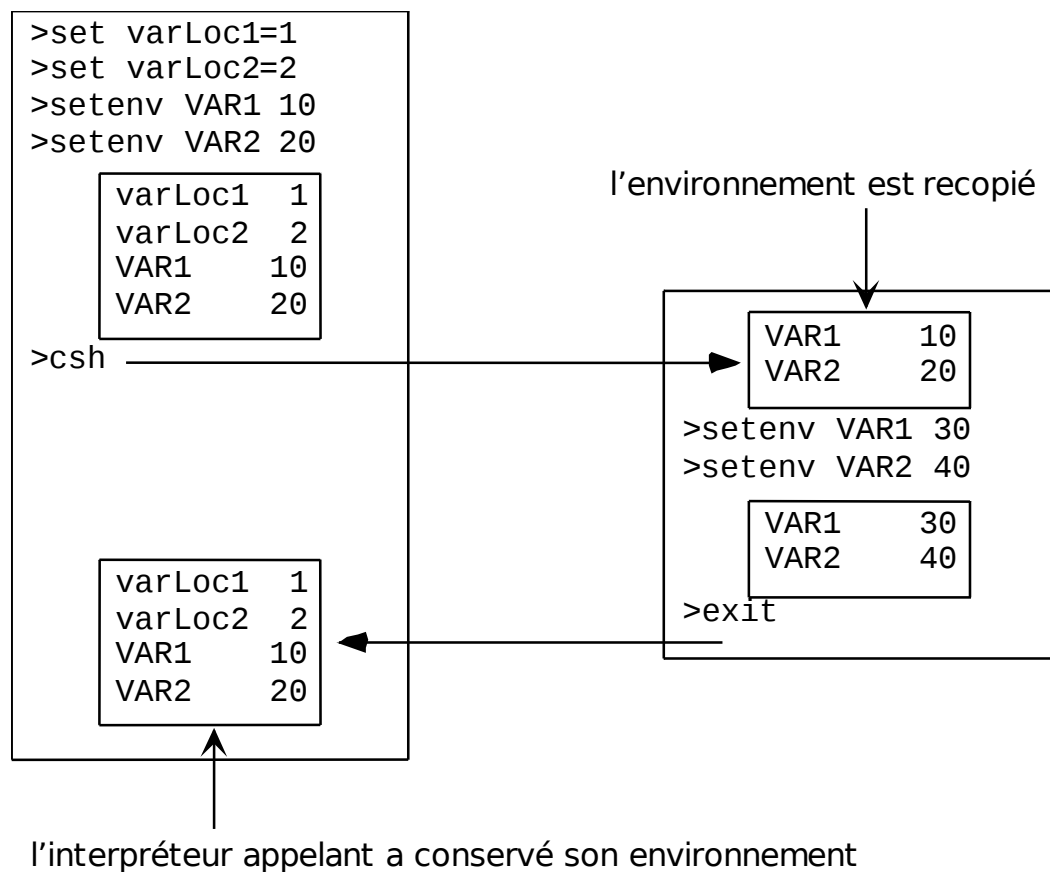 >set varLoc1=1
>set varLoc2=2
>setenv VAR1 10
>setenv VAR2 20
varLoc1 1
varLoc2 2
VAR1 10
VAR2 20
>csh
l'environnement est recopié
VAR1 10
VAR2 20
>setenv VAR1 30
>setenv VAR2 40
VAR1 30
VAR2 40
>exit
varLoc1 1
varLoc2 2
VAR1 10
VAR2 20
l'interpréteur appelant a conservé son environnement